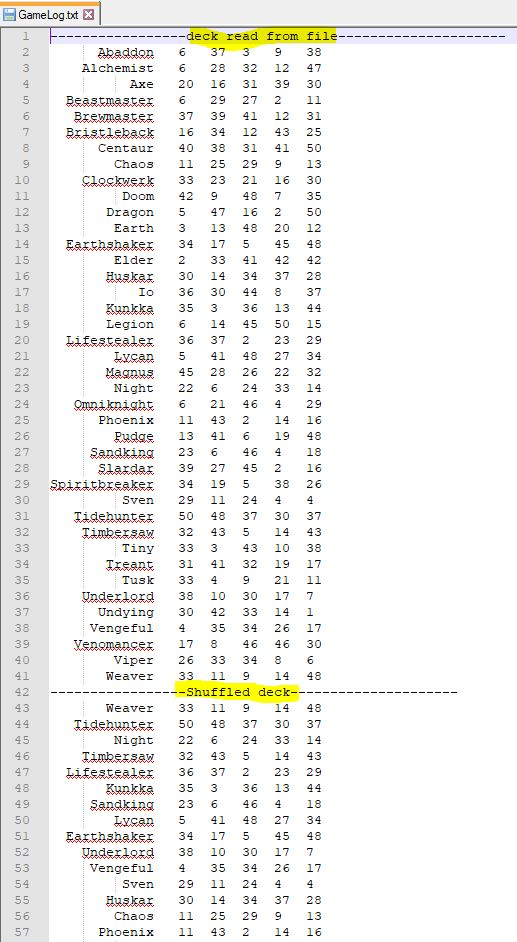 GameLog.txt
1 ------------------deck read from file----------------------
2 Abaddon 6 37 3 9 38
3 Alchemist 6 28 32 12 47
4 Axe 20 16 31 39 30
5 Beastmaster 6 29 27 2 11
6 Brewmaster 37 39 41 12 31
7 Bristleback 16 34 12 43 25
8 Centaur 40 38 31 41 50
9 Chaos 11 25 29 9 13
10 Clockwerk 33 23 21 16 30
11 Doom 42 9 48 7 35
12 Dragon 5 47 16 2 50
13 Earth 3 13 48 20 12
14 Earthshaker 34 17 5 45 48
15 Elder 2 33 41 42 42
16 Huskar 30 14 34 37 28
17 Io 36 30 44 8 37
18 Kunkka 35 3 36 13 44
19 Legion 6 14 45 50 15
20 Lifestealer 36 37 2 23 29
21 Lycan 5 41 48 27 34
22 Magnus 45 28 26 22 32
23 Night 22 6 24 33 14
24 Omniknight 6 21 46 4 29
25 Phoenix 11 43 2 14 16
26 Pudge 13 41 6 19 48
27 Sandking 23 6 46 4 18
28 Slardar 39 27 45 2 16
29 Spiritbreaker 34 19 5 38 26
30 Sven 29 11 24 4 4
31 Tidehunter 50 48 37 30 37
32 Timbersaw 32 43 5 14 43
33 Tiny 33 3 43 10 38
34 Treant 31 41 32 19 17
35 Tusk 33 4 9 21 11
36 Underlord 38 10 30 17 7
37 Undying 30 42 33 14 1
38 Vengeful 4 35 34 26 17
39 Venomancer 17 8 46 46 30
40 Viper 26 33 34 8 6
41 Weaver 33 11 9 14 48
42 ------------------Shuffled deck---------------------
43 Weaver 33 11 9 14 48
44 Tidehunter 50 48 37 30 37
45 Night 22 6 24 33 14
46 Timbersaw 32 43 5 14 43
47 Lifestealer 36 37 2 23 29
48 Kunkka 35 3 36 13 44
49 Sandking 23 6 46 4 18
50 Lycan 5 41 48 27 34
51 Earthshaker 34 17 5 45 48
52 Underlord 38 10 30 17 7
53 Vengeful 4 35 34 26 17
54 Sven 29 11 24 4 4
55 Huskar 30 14 34 37 28
56 Chaos 11 25 29 9 13
57 Phoenix 11 43 2 14 16